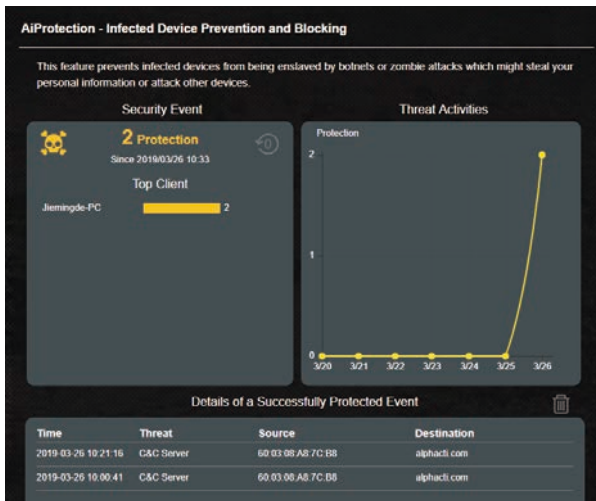 AiProtection - Infected Device Prevention and Blocking
This feature prevents infected devices from being enslaved by botnets or zombie attacks which might steal your
personal information or attack other devices.
Security Event
2 Protection
Since 2019/03/26 10:33
Top Client
Jiemingde-PC 2
Threat Activities
Protection
2
1
0
3/20 3/21 3/22 3/23 3/24 3/25 3/26
Details of a Successfully Protected Event
Time Threat Source Destination
2019-03-26 10:21:16 C&C Server 60:03:08:A8:7C:B8 alphacti.com
2019-03-26 10:00:41 C&C Server 60:03:08:A8:7C:B8 alphacti.com